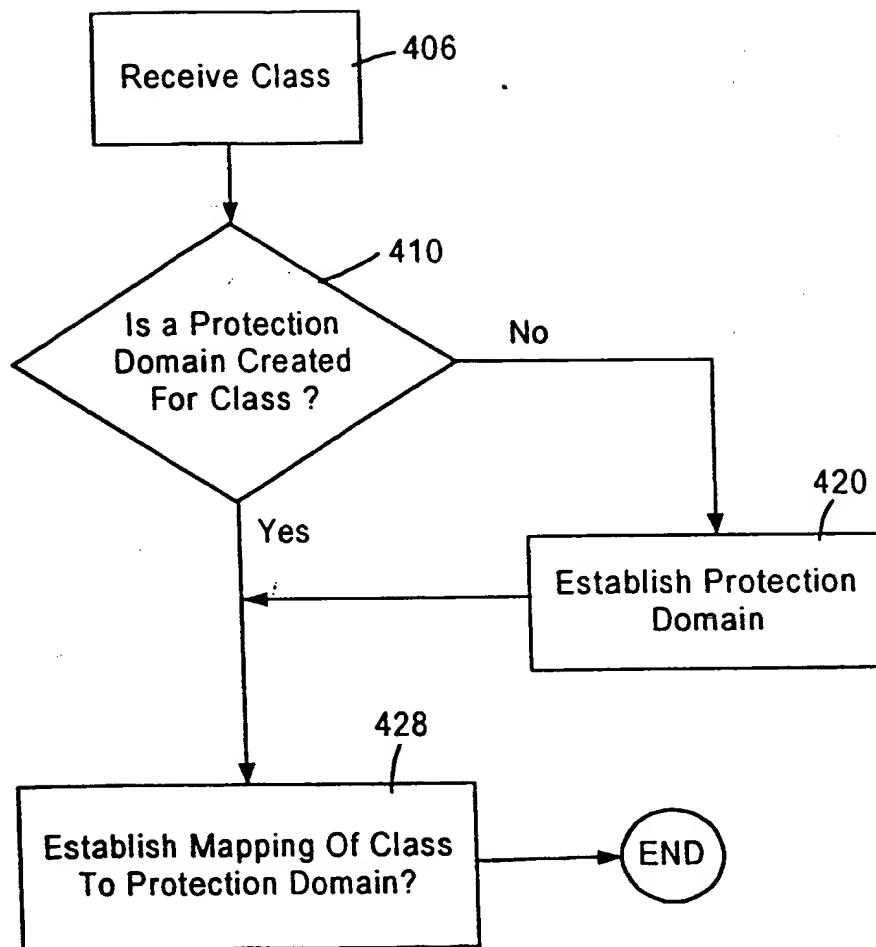 Receive Class
406
410
Is a Protection
Domain Created
For Class ?
No
Yes
420
Establish Protection
Domain
428
Establish Mapping Of Class
To Protection Domain?
END